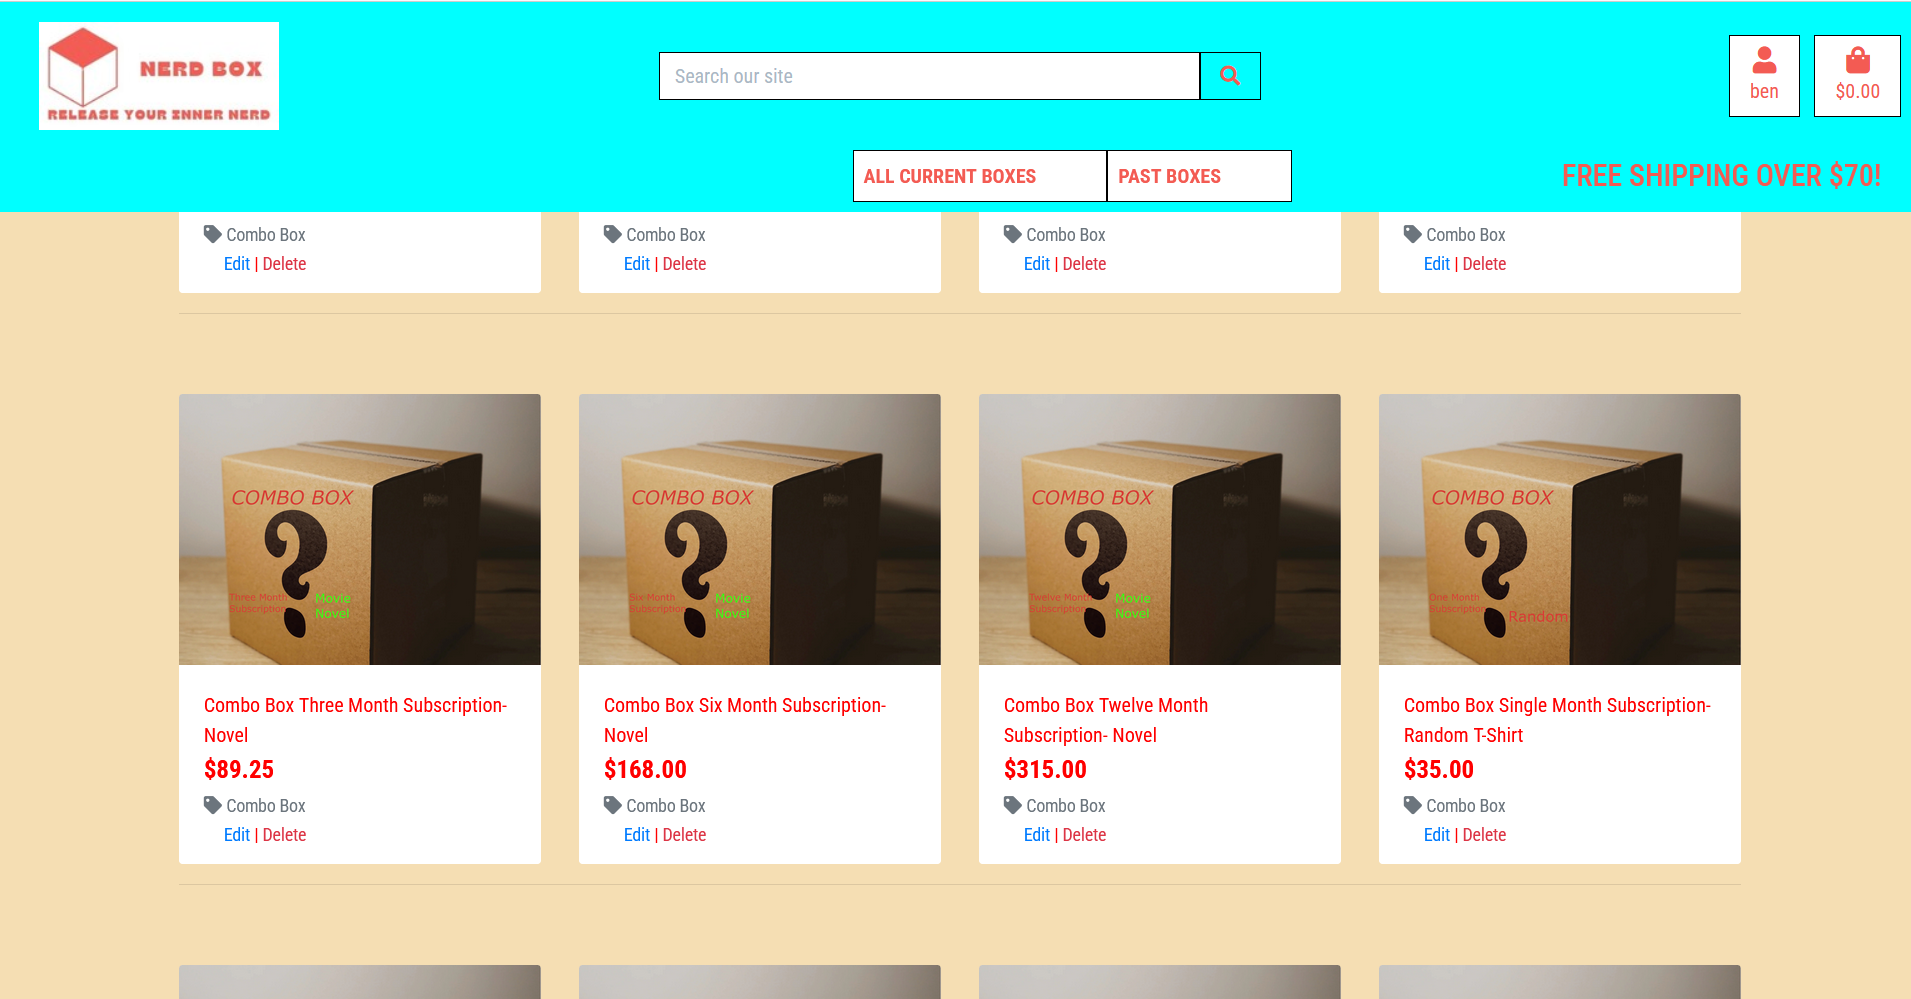 NERD BOX
RELEASE YOUR INNER NERD
Search our site
ben
$0.00
ALL CURRENT BOXES
PAST BOXES
FREE SHIPPING OVER $70!
Combo Box
Edit | Delete
Combo Box
Edit | Delete
Combo Box
Edit | Delete
Combo Box
Edit | Delete
COMBO BOX
Three Month
Subscription
Movie
Novel
Combo Box Three Month Subscription-
Novel
$89.25
Combo Box
Edit | Delete
COMBO BOX
Six Month
Subscription
Movie
Novel
Combo Box Six Month Subscription-
Novel
$168.00
Combo Box
Edit | Delete
COMBO BOX
Twelve Month
Subscription
Movie
Novel
Combo Box Twelve Month
Subscription- Novel
$315.00
Combo Box
Edit | Delete
COMBO BOX
?
One Month
Subscription
Random
Combo Box Single Month Subscription-
Random T-Shirt
$35.00
Combo Box
Edit | Delete